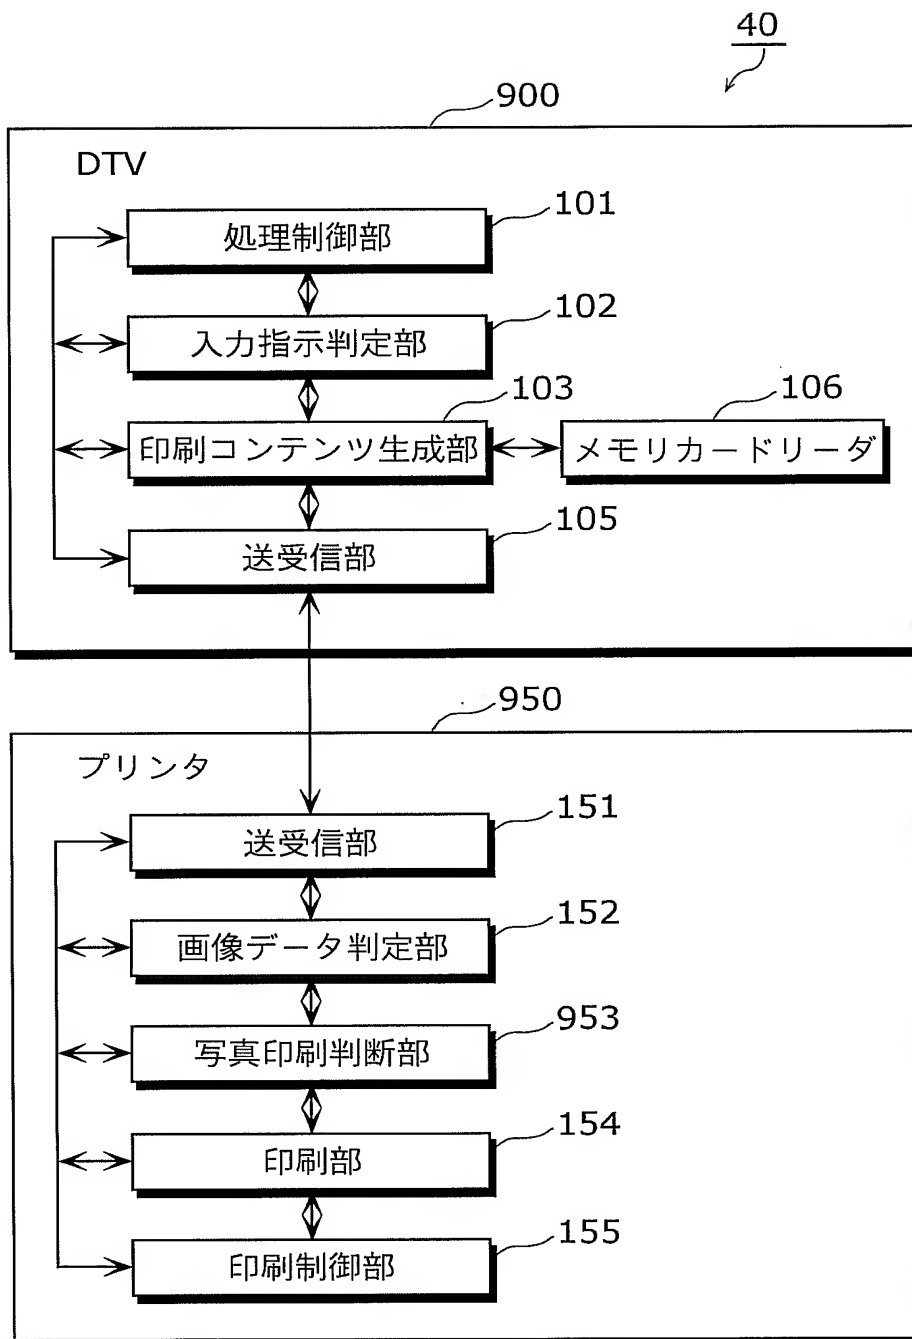 40
900
DTV
101
処理制御部
102
入力指示判定部
103
印刷コンテンツ生成部
106
メモリカードリーダ
105
送受信部
950
プリンタ
151
送受信部
152
画像データ判定部
953
写真印刷判断部
154
印刷部
155
印刷制御部